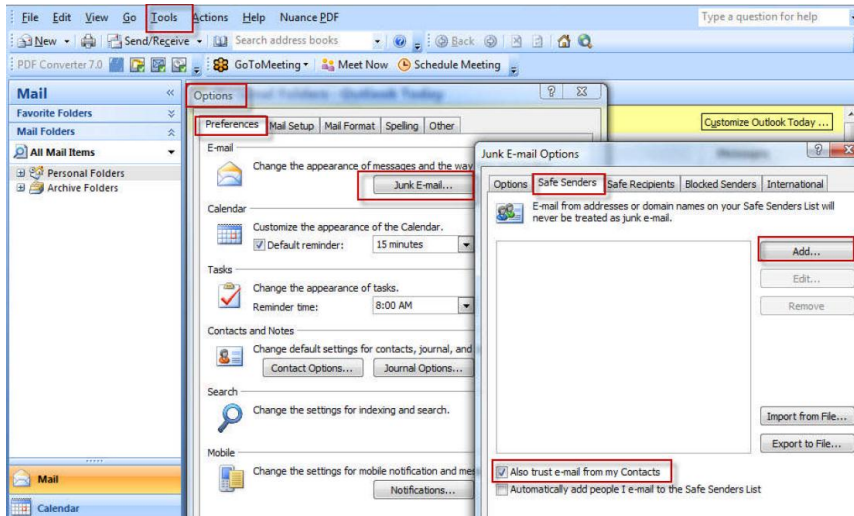 File Edit View Go Tools Actions Help Nuance PDF Type a question for help
New Send/Receive Search address books Back
PDF Converter 7.0 GoToMeeting Meet Now Schedule Meeting
Mail «
Favorite Folders
Mail Folders
All Mail Items
Personal Folders
Archive Folders
Mail
Calendar
Options
Customize Outlook Today ...
Preferences Mail Setup Mail Format Spelling Other
E-mail
Change the appearance of messages and the way
Junk E-mail...
Calendar
Customize the appearance of the Calendar.
Default reminder: 15 minutes
Tasks
Change the appearance of tasks.
Reminder time: 8:00 AM
Contacts and Notes
Change default settings for contacts, journal, and
Contact Options... Journal Options...
Search
Change the settings for indexing and search.
Mobile
Change the settings for mobile notification and
Notifications...
Junk E-mail Options
Options Safe Senders Safe Recipients Blocked Senders International
E-mail from addresses or domain names on your Safe Senders List will
never be treated as junk e-mail.
Add...
Edit...
Remove
Import from File...
Export to File...
Also trust e-mail from my Contacts
Automatically add people I e-mail to the Safe Senders List